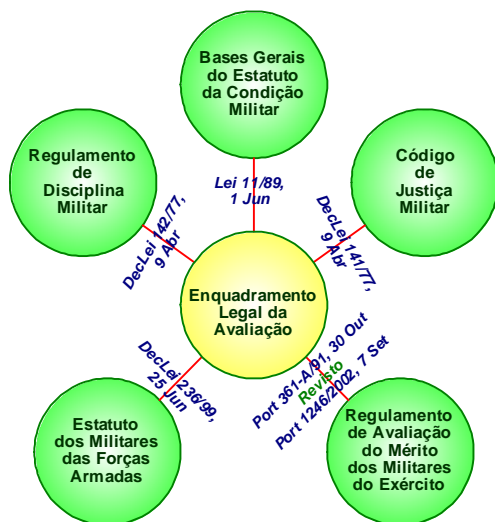 Bases Gerais
do Estatuto
da Condição
Militar
Regulamento
de
Disciplina
Militar
Código
de
Justiça
Militar
Lei 11/89,
1 Jun
DecLei 142/77,
9 Abr
DecLei 141/77,
9 Abr
Enquadramento
Legal da
Avaliação
DecLei 236/99,
25 Jun
Port 361-A/91, 30 Out
Revisto
Port 1246/2002, 7 Set
Estatuto
dos Militares
das Forças
Armadas
Regulamento
de Avaliação
do Mérito
dos Militares
do Exército